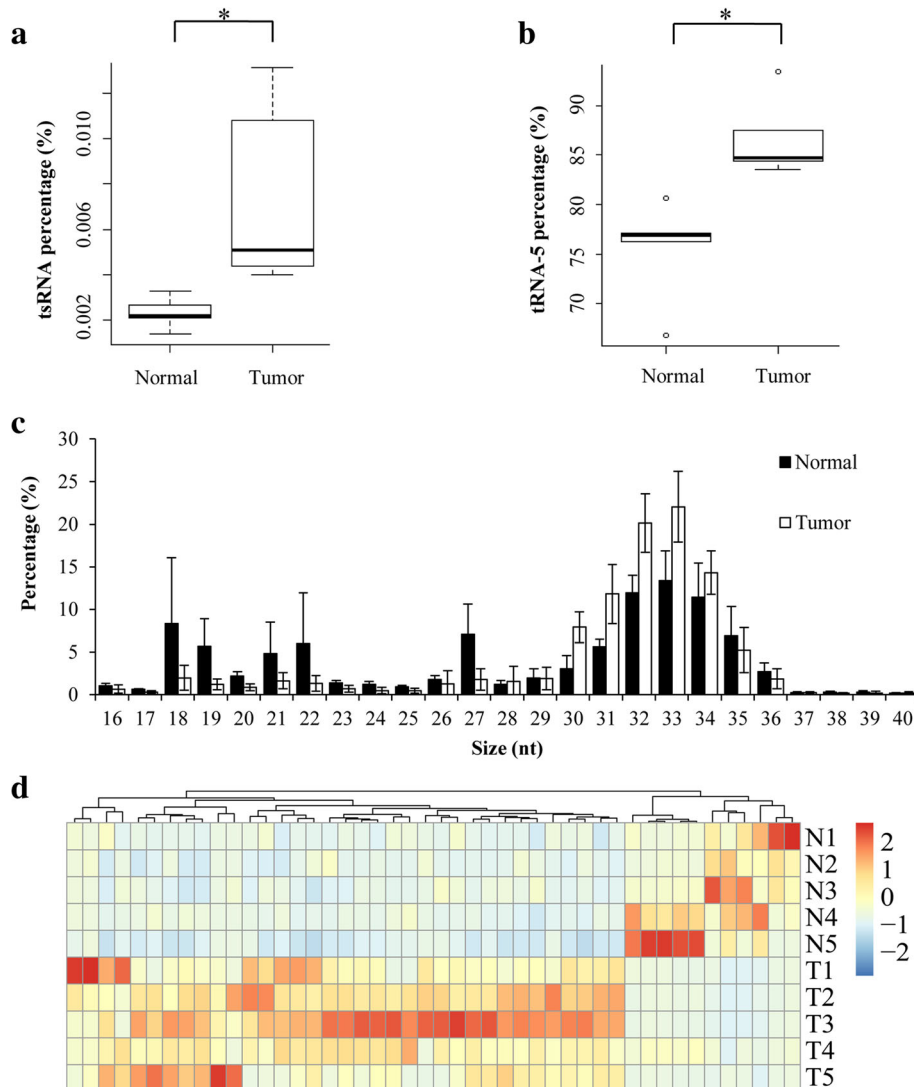 a
*
tsRNA percentage (%)
0.010
0.006
0.002
Normal Tumor
b
*
tRNA-5 percentage (%)
90
85
80
75
70
Normal Tumor
c
Percentage (%)
30
25
20
15
10
5
0
Normal
Tumor
16 17 18 19 20 21 22 23 24 25 26 27 28 29 30 31 32 33 34 35 36 37 38 39 40
Size (nt)
d
N1
N2
N3
N4
N5
T1
T2
T3
T4
T5
2
1
0
−1
−2